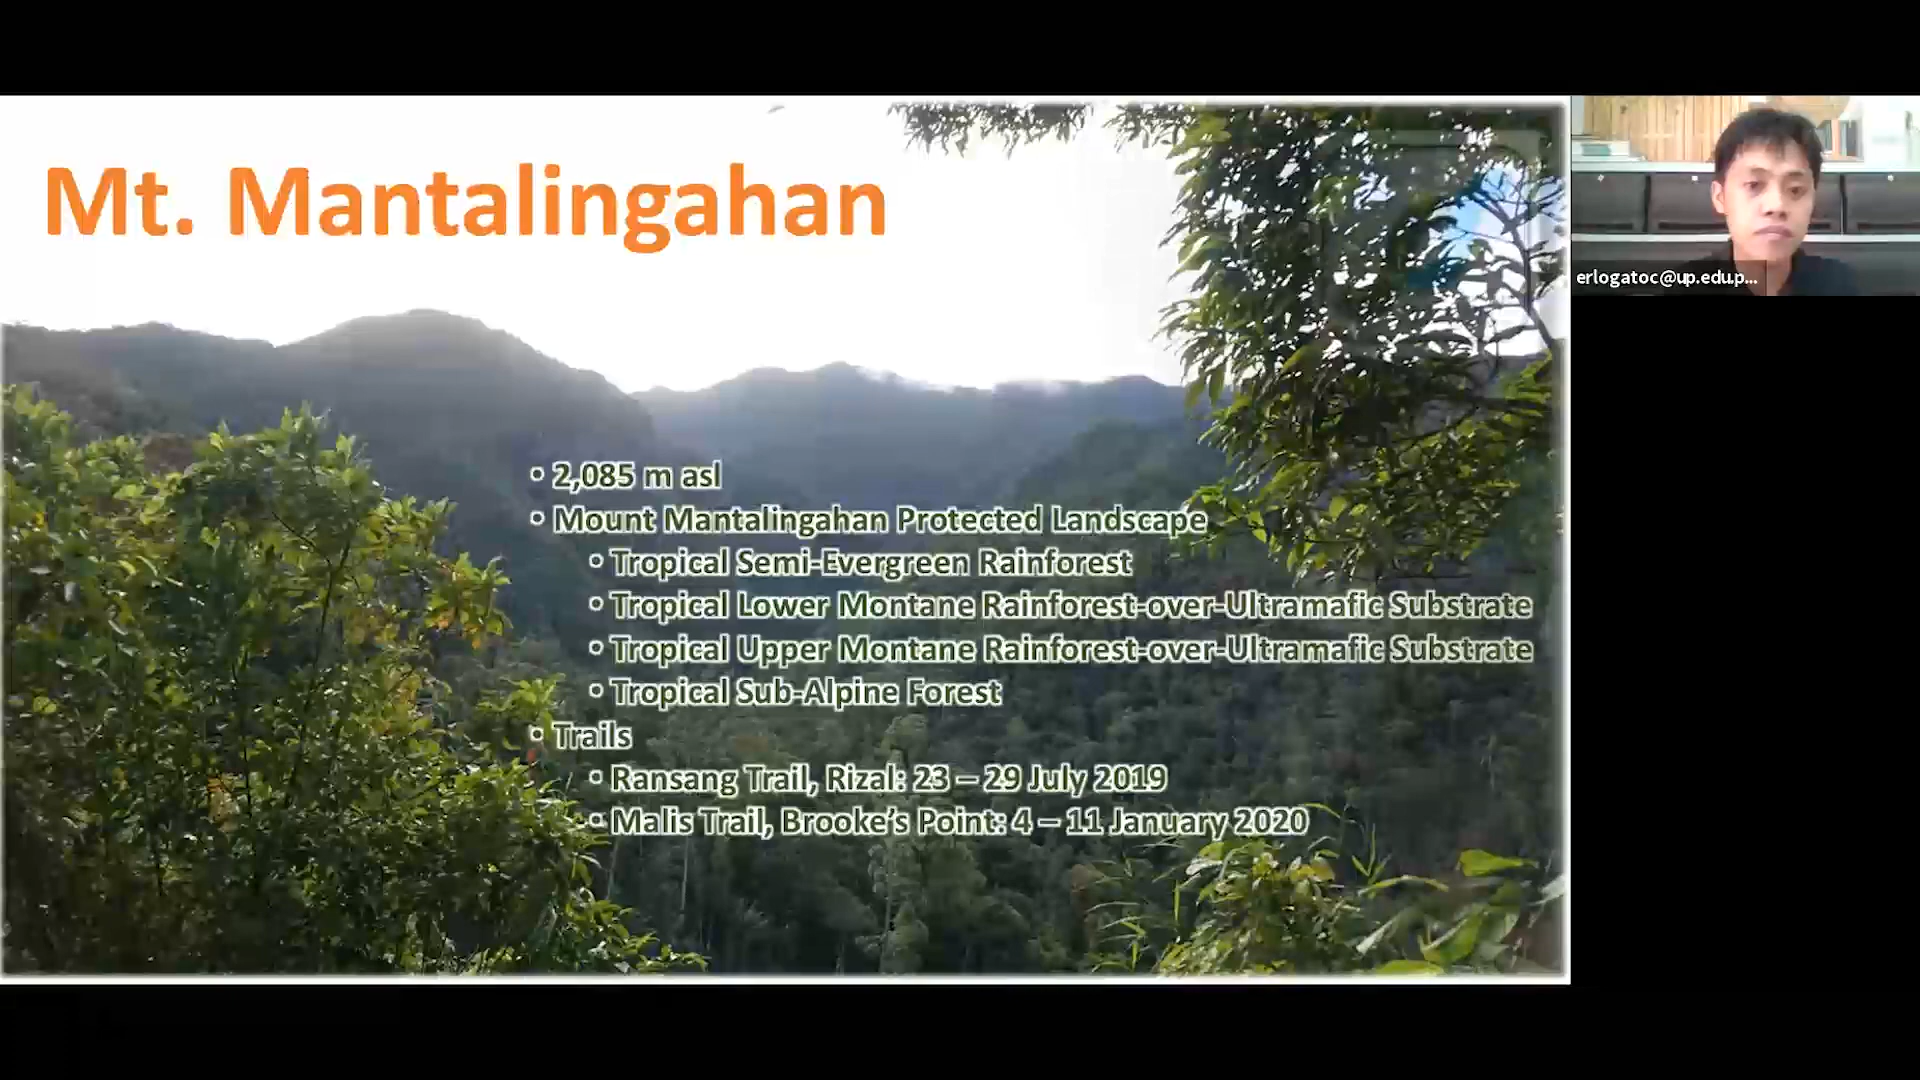 Mt. Mantalingahan
erlogatoc@up.edu.p...
• 2,085 m asl
• Mount Mantalingahan Protected Landscape
• Tropical Semi-Evergreen Rainforest
• Tropical Lower Montane Rainforest-over-Ultramafic Substrate
• Tropical Upper Montane Rainforest-over-Ultramafic Substrate
• Tropical Sub-Alpine Forest
• Trails
• Ransang Trail, Rizal: 23 – 29 July 2019
• Malis Trail, Brooke's Point: 4 – 11 January 2020